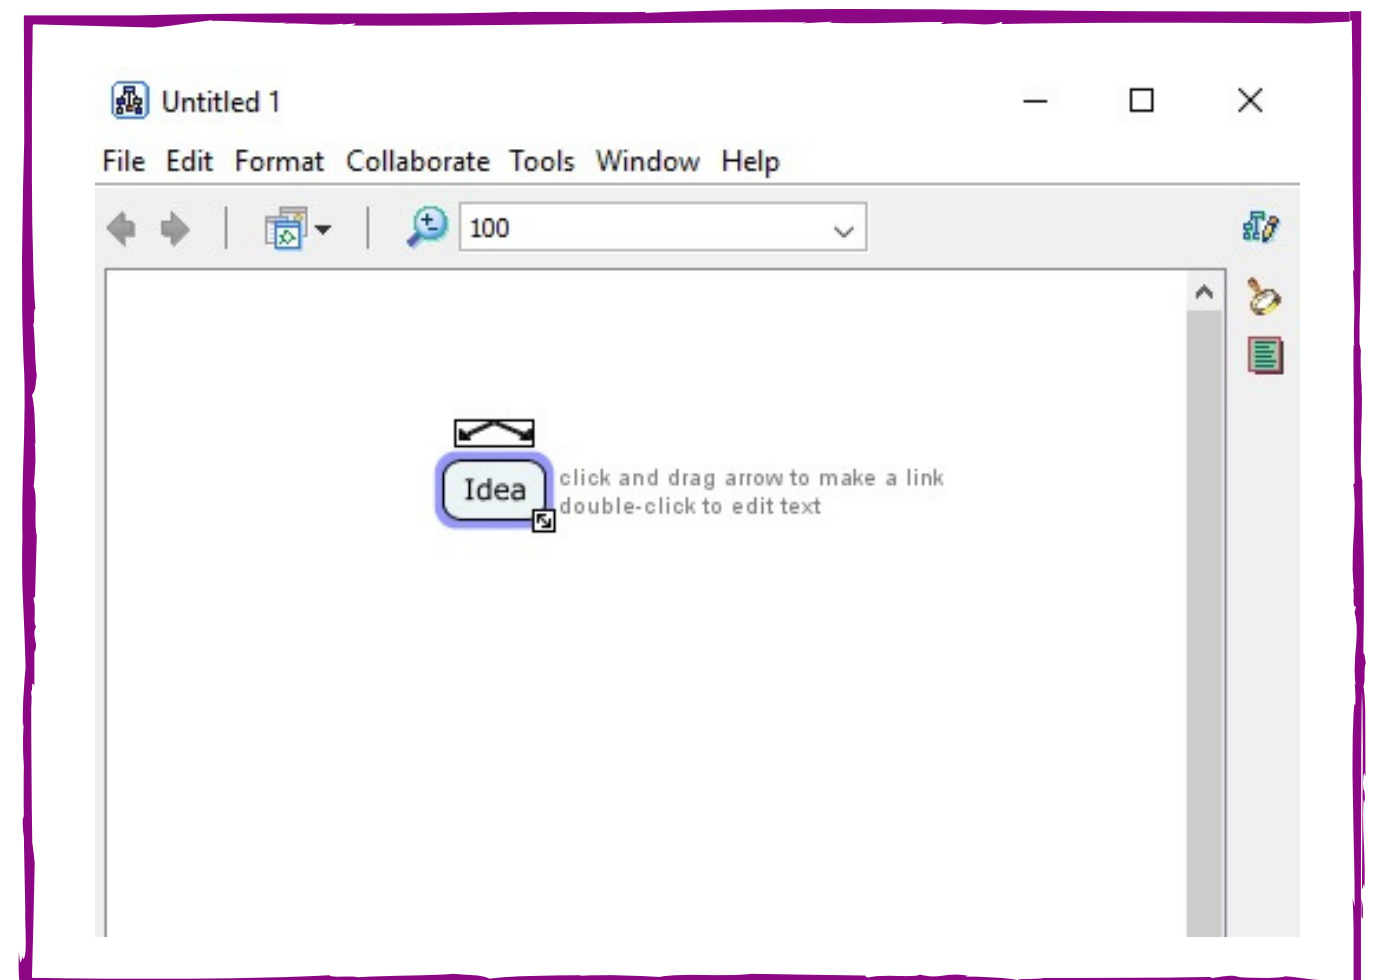 Untitled 1
File Edit Format Collaborate Tools Window Help
100
Idea
click and drag arrow to make a link
double-click to edit text